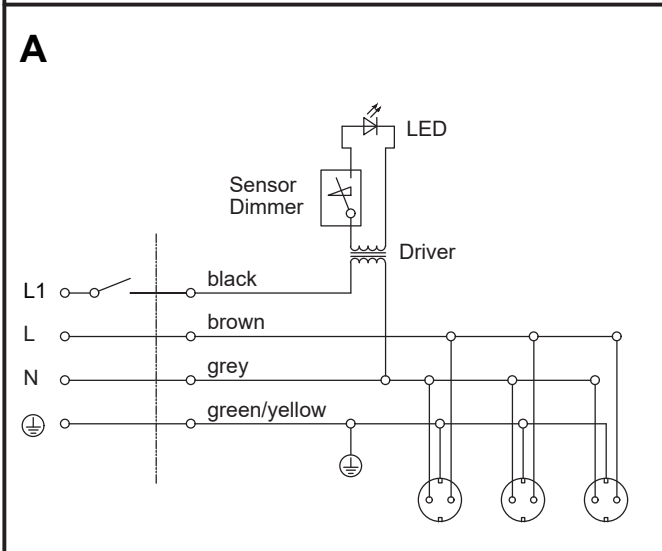 A
LED
Sensor
Dimmer
Driver
L1
black
L
brown
N
grey
green/yellow